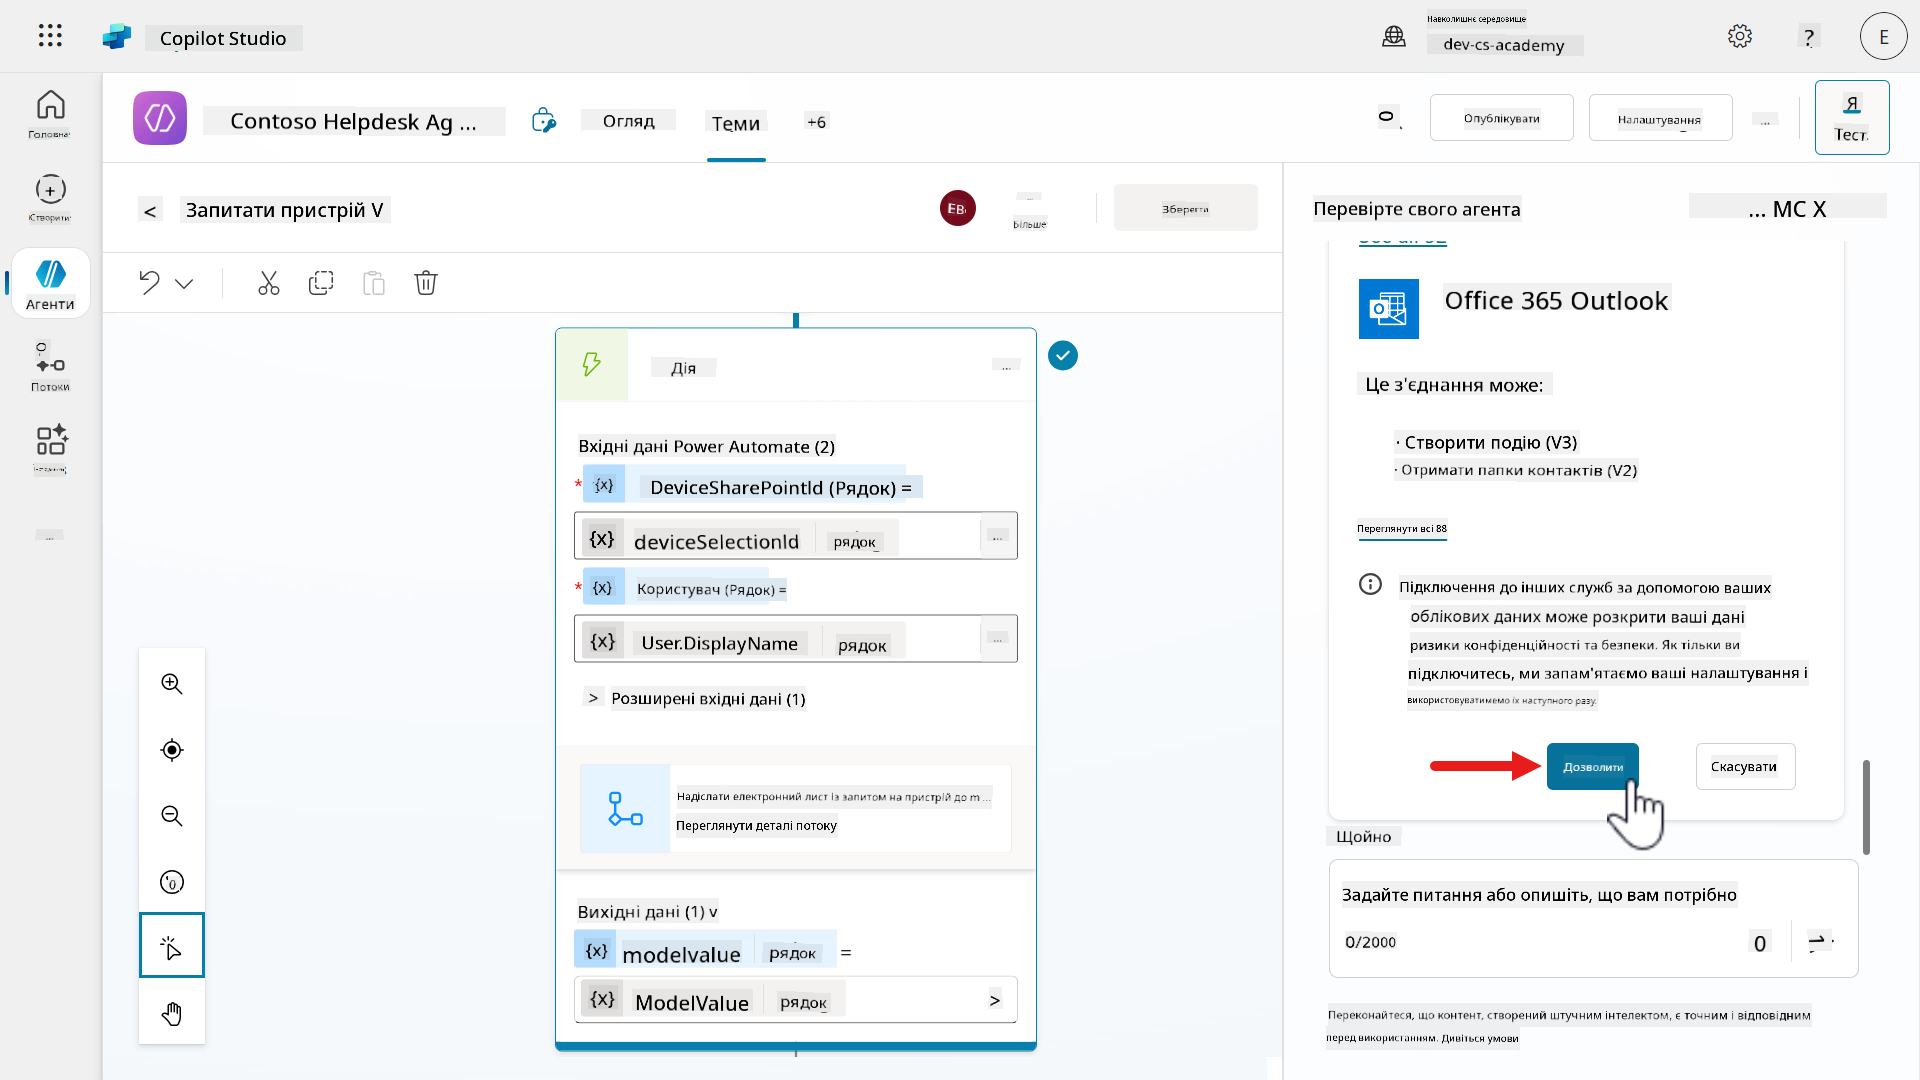 Copilot Studio
Навколишнє середовище
dev-cs-academy
?
E
Головна
Створити
Агенти
Потоки
...
Contoso Helpdesk Ag ...
Огляд
Теми
+6
Опублікувати
Налаштування
...
Я
Тест
< Запитати пристрій V
EB
Більше
Зберегти
Дія
...
Вхідні дані Power Automate (2)
* {x} DeviceSharePointId (Рядок) =
{x} deviceSelectionId рядок ...
* {x} Користувач (Рядок) =
{x} User.DisplayName рядок ...
> Розширені вхідні дані (1)
Надіслати електронний лист із запитом на пристрій до m ...
Переглянути деталі потоку
Вихідні дані (1) v
{x} modelvalue рядок =
{x} ModelValue рядок >
Перевірте свого агента
... MC X
Office 365 Outlook
Це з'єднання може:
· Створити подію (V3)
· Отримати папки контактів (V2)
Переглянути всі 88
Підключення до інших служб за допомогою ваших
облікових даних може розкрити ваші дані
ризики конфіденційності та безпеки. Як тільки ви
підключитесь, ми запам'ятаємо ваші налаштування і
використовуватимемо їх наступного разу.
Дозволити
Скасувати
Щойно
Задайте питання або опишіть, що вам потрібно
0/2000
0
Переконайтеся, що контент, створений штучним інтелектом, є точним і відповідним
перед використанням. Дивіться умови